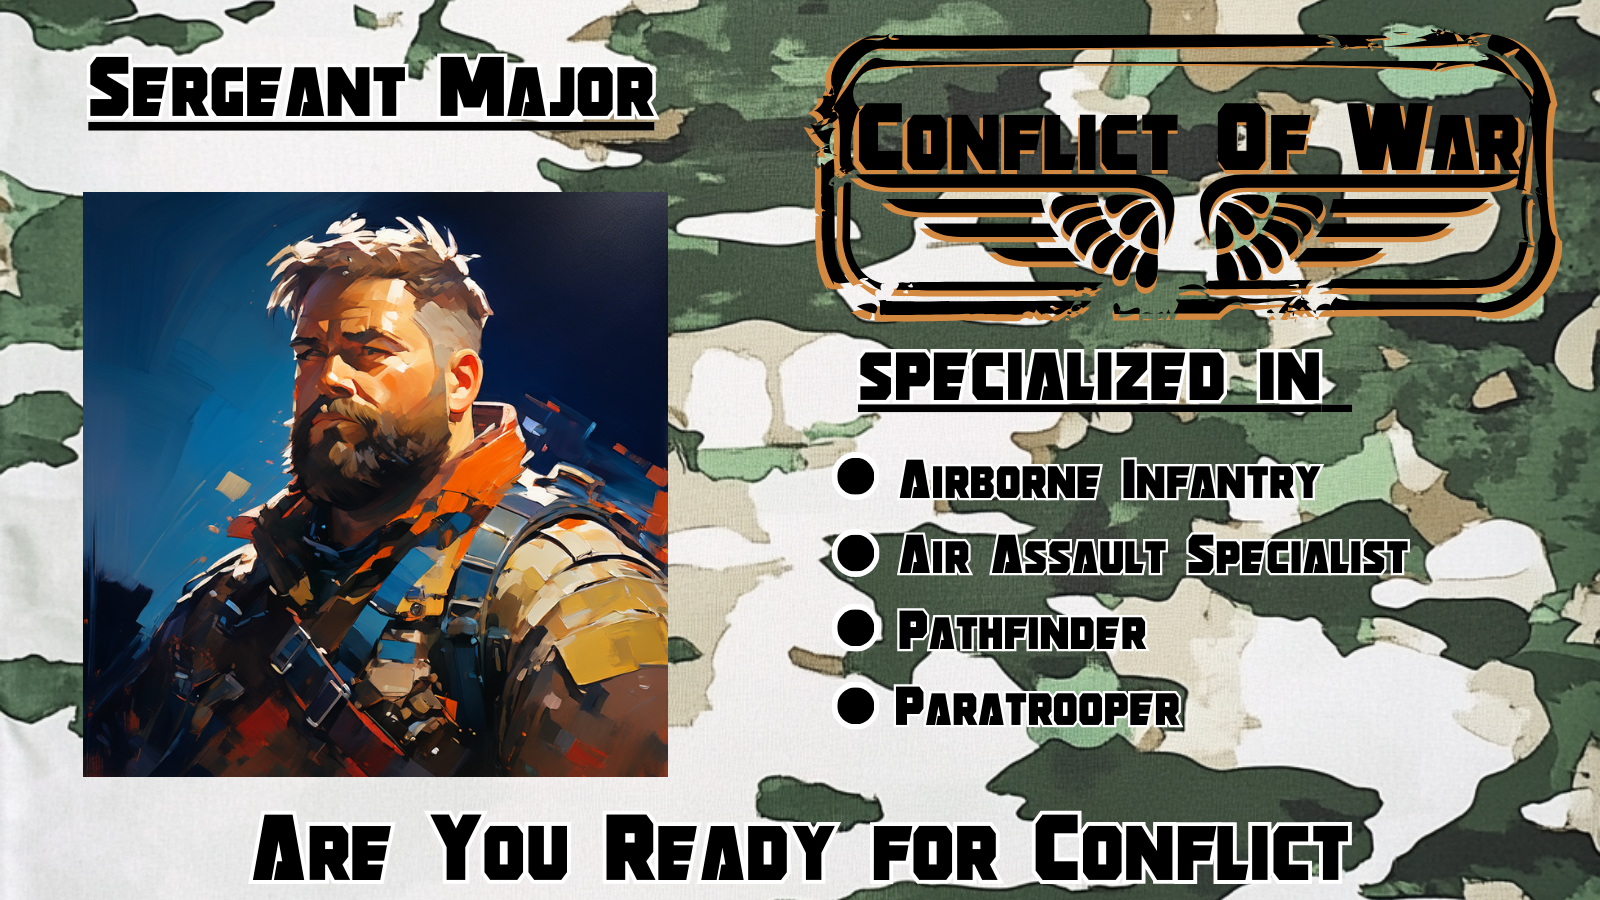 Sergeant Major
Conflict Of War
specialized in
Airborne Infantry
Air Assault Specialist
Pathfinder
Paratrooper
Are You Ready for Conflict